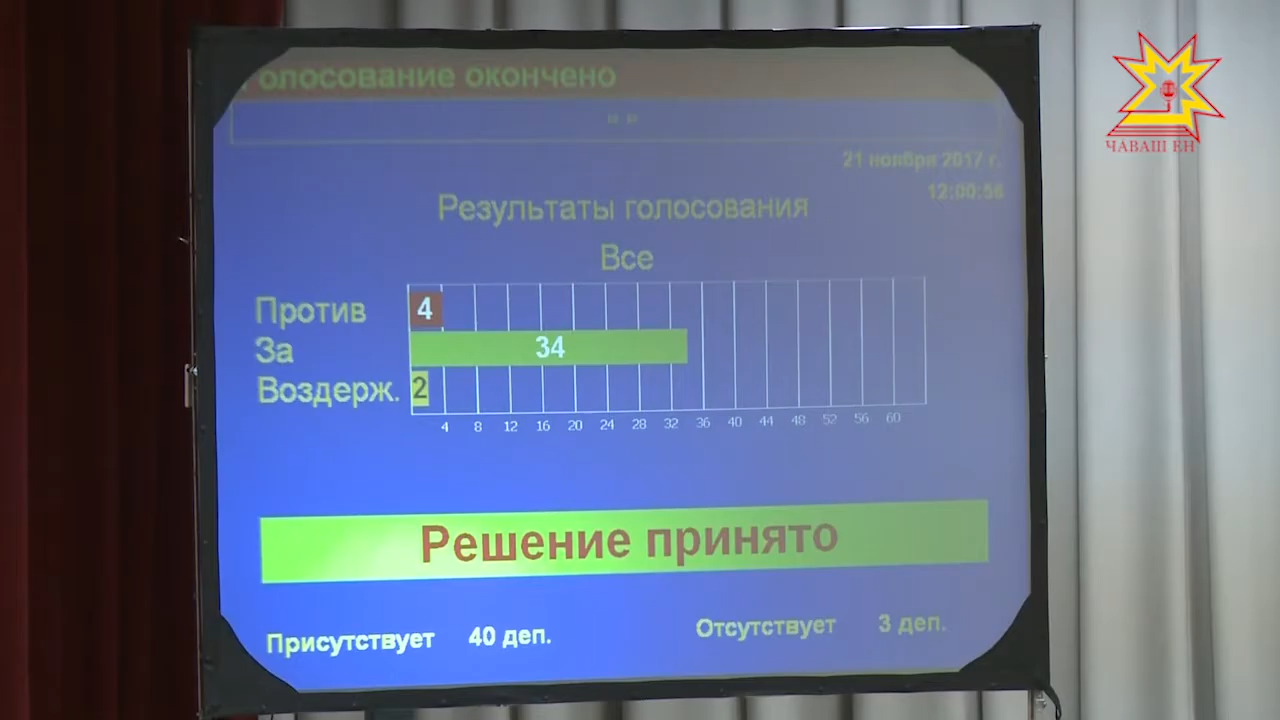 Голосование окончено
ЧӐВАШ ЕН
21 ноября 2017 г.
12:00:56
Результаты голосования
Все
Против 4
За 34
Воздерж. 2
4 8 12 16 20 24 28 32 36 40 44 48 52 56 60
Решение принято
Присутствует 40 деп. Отсутствует 3 деп.